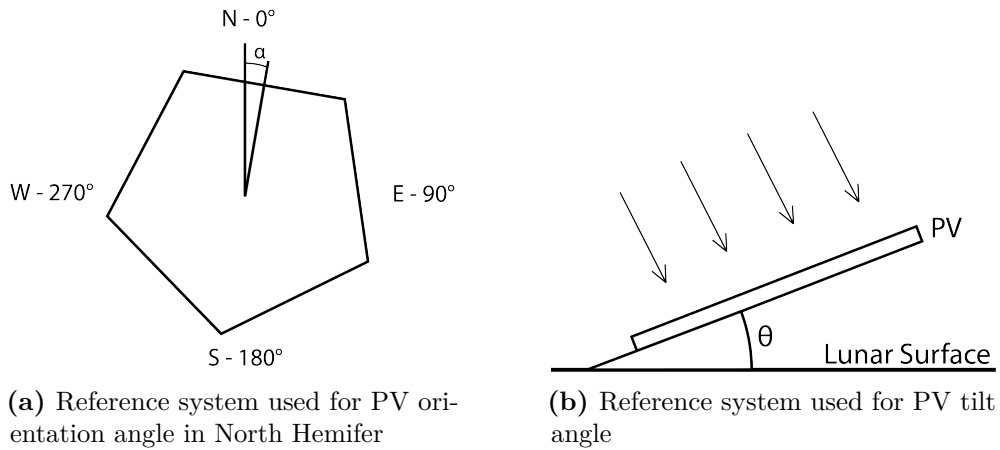 N - 0°
α
W - 270°
E - 90°
S - 180°
(a) Reference system used for PV ori-
entation angle in North Hemifer
PV
θ
Lunar Surface
(b) Reference system used for PV tilt
angle